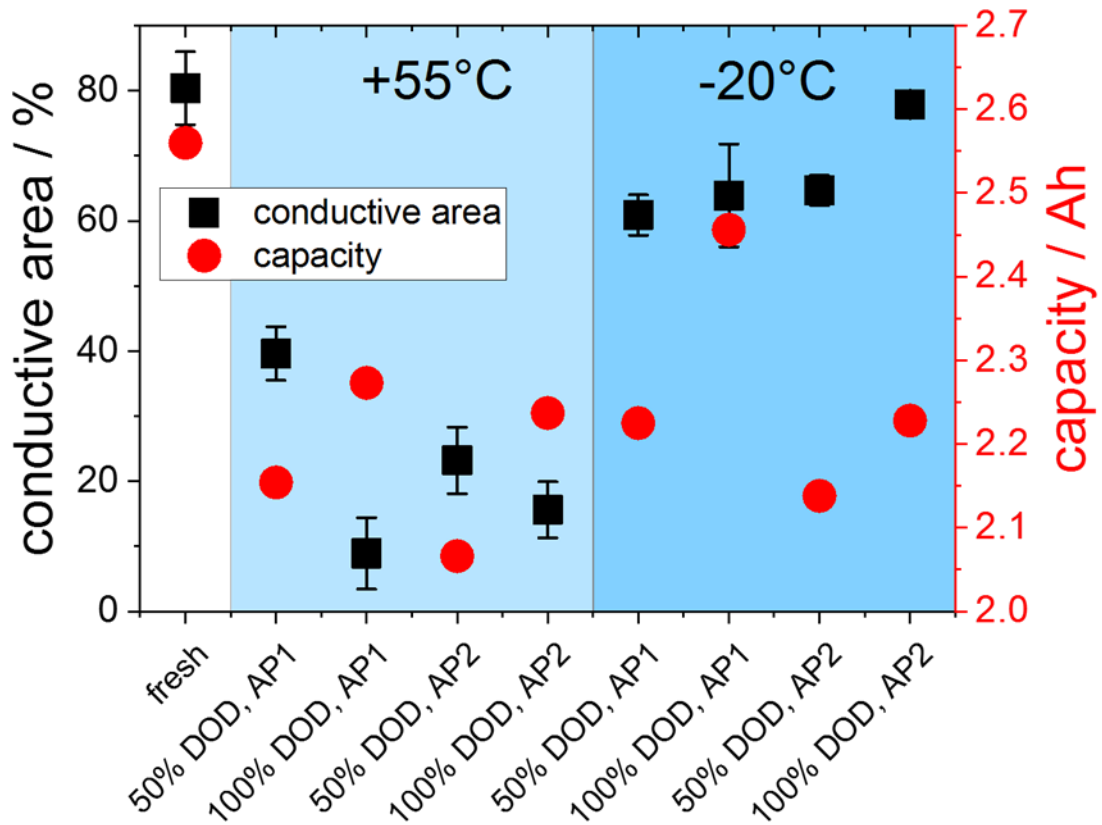 conductive area / %
80
60
40
20
0
+55°C
-20°C
conductive area
capacity
2.7
2.6
2.5
2.4
2.3
2.2
2.1
2.0
capacity / Ah
fresh
50% DOD, AP1
100% DOD, AP1
50% DOD, AP2
100% DOD, AP2
50% DOD, AP1
100% DOD, AP1
50% DOD, AP2
100% DOD, AP2